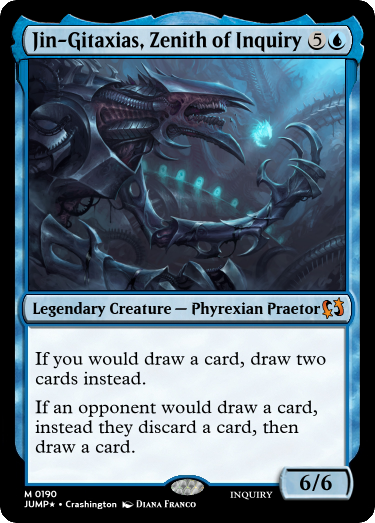 Jin-Gitaxias, Zenith of Inquiry 5
Legendary Creature — Phyrexian Praetor
If you would draw a card, draw two
cards instead.
If an opponent would draw a card,
instead they discard a card, then
draw a card.
6/6
M 0190
INQUIRY
JUMP★ • Crashington Diana Franco